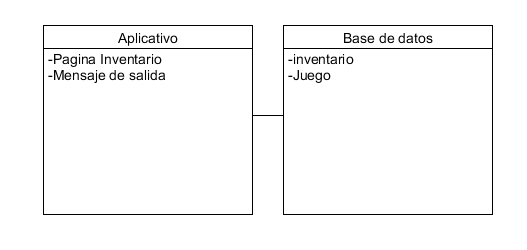 Aplicativo
-Pagina Inventario
-Mensaje de salida
Base de datos
-inventario
-Juego